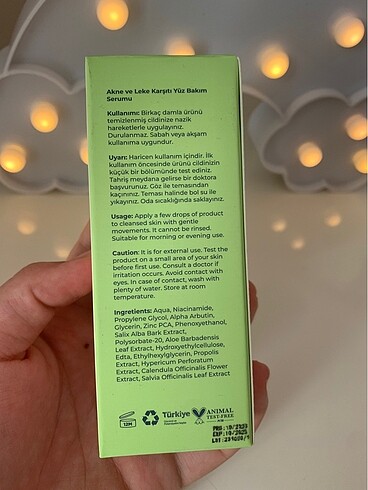 Akne ve Leke Karşıtı Yüz Bakım
Serumu
Kullanımı: Birkaç damla ürünü
temizlenmiş cildinize nazik
hareketlerle uygulayınız.
Durulanmaz. Sabah veya akşam
kullanıma uygundur.
Uyarı: Haricen kullanım içindir. İlk
kullanım öncesinde ürünü cildinizin
küçük bir bölümünde test ediniz.
Tahriş meydana gelirse bir doktora
başvurunuz. Göz ile temasından
kaçınınız. Teması halinde bol su ile
yıkayınız. Oda sıcaklığında saklayınız.
Usage: Apply a few drops of product
to cleansed skin with gentle
movements. It cannot be rinsed.
Suitable for morning or evening use.
Caution: It is for external use. Test the
product on a small area of your skin
before first use. Consult a doctor if
irritation occurs. Avoid contact with
eyes. In case of contact, wash with
plenty of water. Store at room
temperature.
Ingredients: Aqua, Niacinamide,
Propylene Glycol, Alpha Arbutin,
Glycerin, Zinc PCA, Phenoxyethanol,
Salix Alba Bark Extract,
Polysorbate-20, Aloe Barbadensis
Leaf Extract, Hydroxyethylcellulose,
Edta, Ethylhexylglycerin, Propolis
Extract, Hypericum Perforatum
Extract, Calendula Officinalis Flower
Extract, Salvia Officinalis Leaf Extract
12M
Türkiye
ANIMAL
TEST-FREE
EXP:10/2025